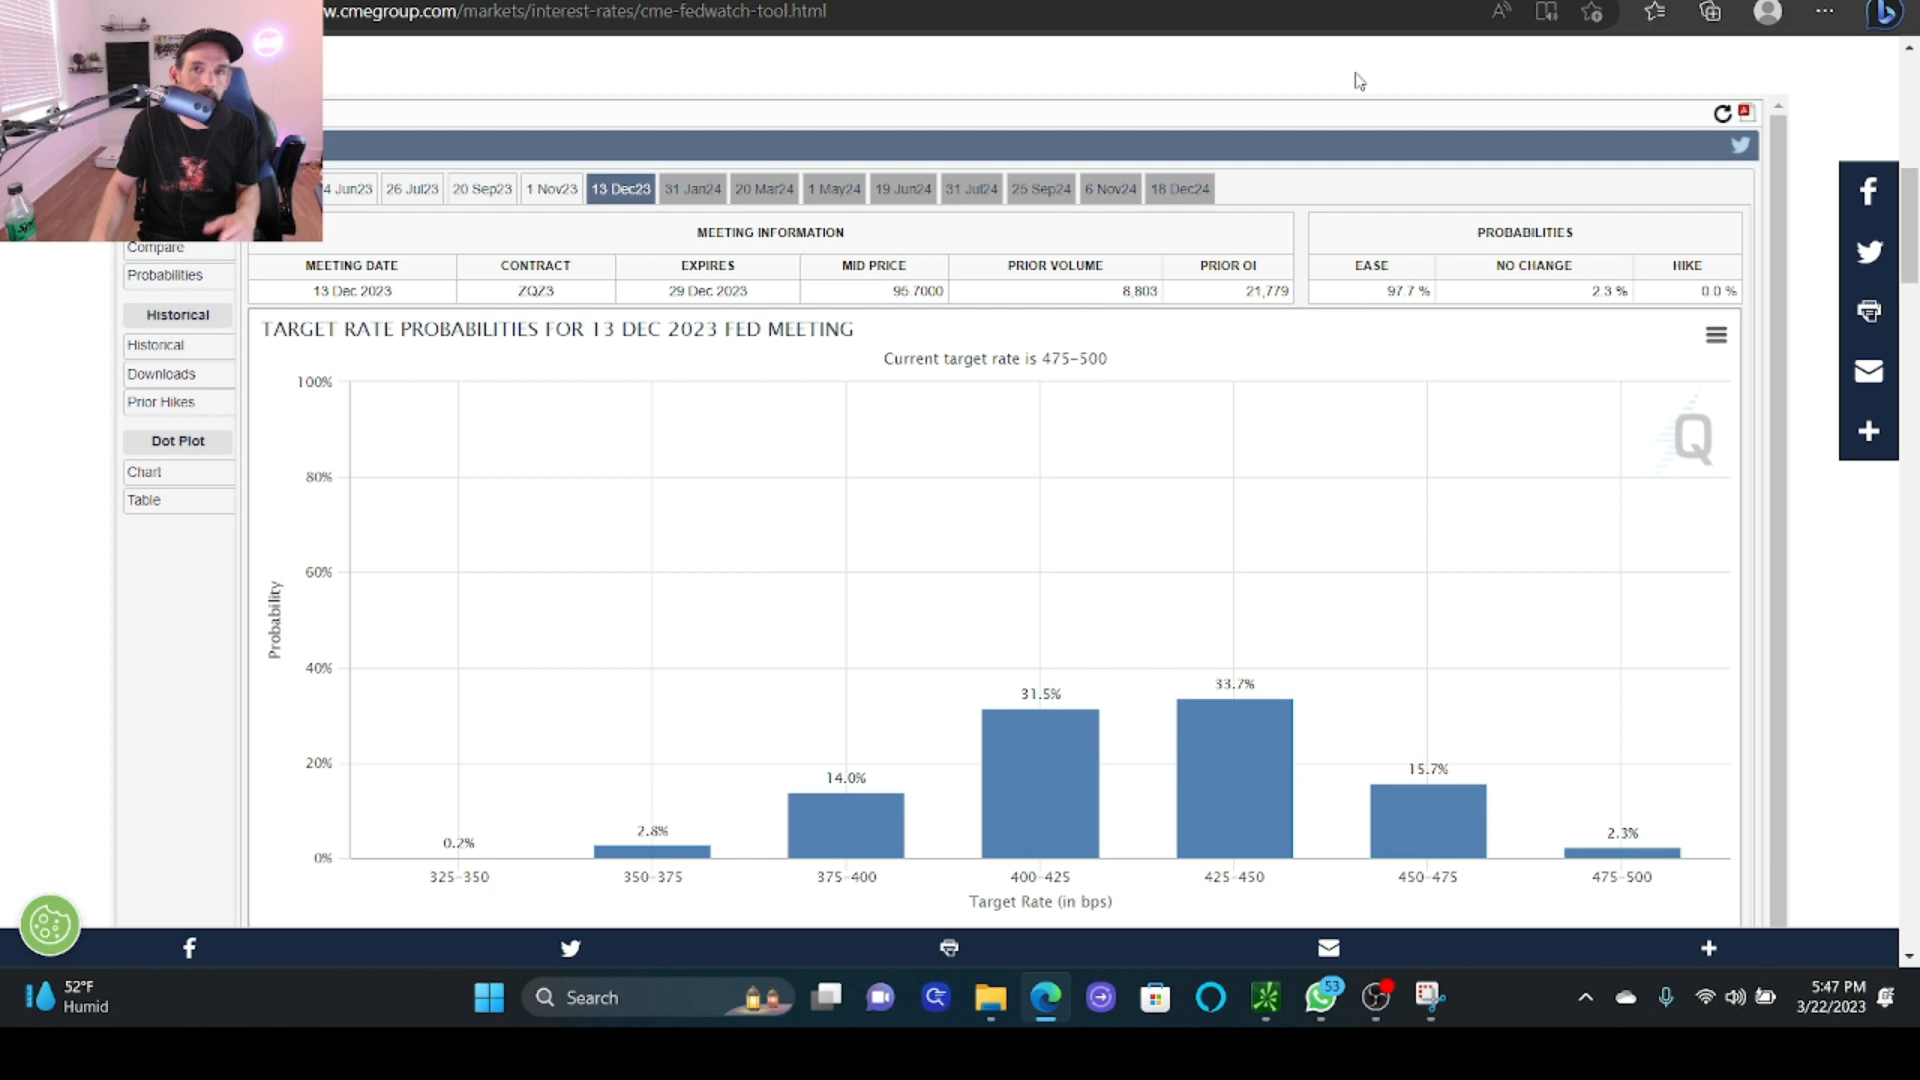 w.cmegroup.com/markets/interest-rates/cme-fedwatch-tool.html
4 Jun23 26 Jul23 20 Sep23 1 Nov23 13 Dec23 31 Jan24 20 Mar24 1 May24 19 Jun24 31 Jul24 25 Sep24 6 Nov24 18 Dec24
Compare
Probabilities
Historical
Historical
Downloads
Prior Hikes
Dot Plot
Chart
Table
MEETING INFORMATION
MEETING DATE CONTRACT EXPIRES MID PRICE PRIOR VOLUME PRIOR OI
13 Dec 2023 ZQZ3 29 Dec 2023 95.7000 8,803 21,779
PROBABILITIES
EASE NO CHANGE HIKE
97.7 % 2.3 % 0.0 %
TARGET RATE PROBABILITIES FOR 13 DEC 2023 FED MEETING
Current target rate is 475-500
Q
Probability
100%
80%
60%
40%
20%
0%
0.2% 2.8% 14.0% 31.5% 33.7% 15.7% 2.3%
325-350 350-375 375-400 400-425 425-450 450-475 475-500
Target Rate (in bps)
52°F
Humid
Search
53
5:47 PM
3/22/2023